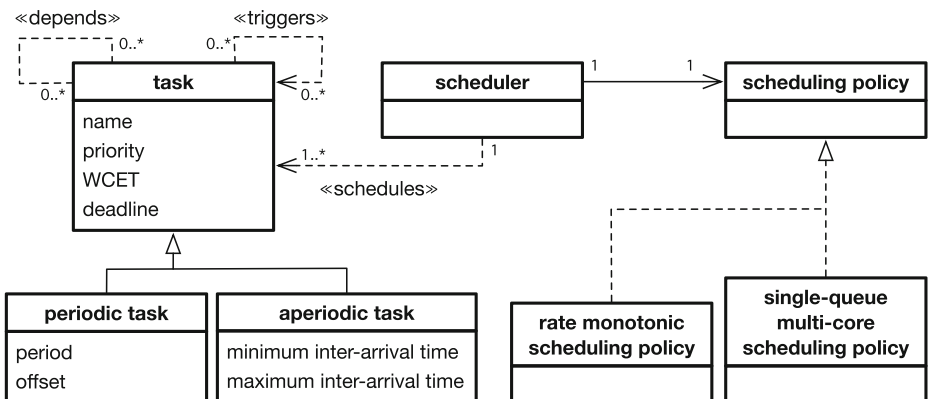 «depends»
«triggers»
0..*
0..*
0..*
0..*
task
name
priority
WCET
deadline
scheduler
1
1
scheduling policy
1
1..*
«schedules»
periodic task
period
offset
aperiodic task
minimum inter-arrival time
maximum inter-arrival time
rate monotonic
scheduling policy
single-queue
multi-core
scheduling policy